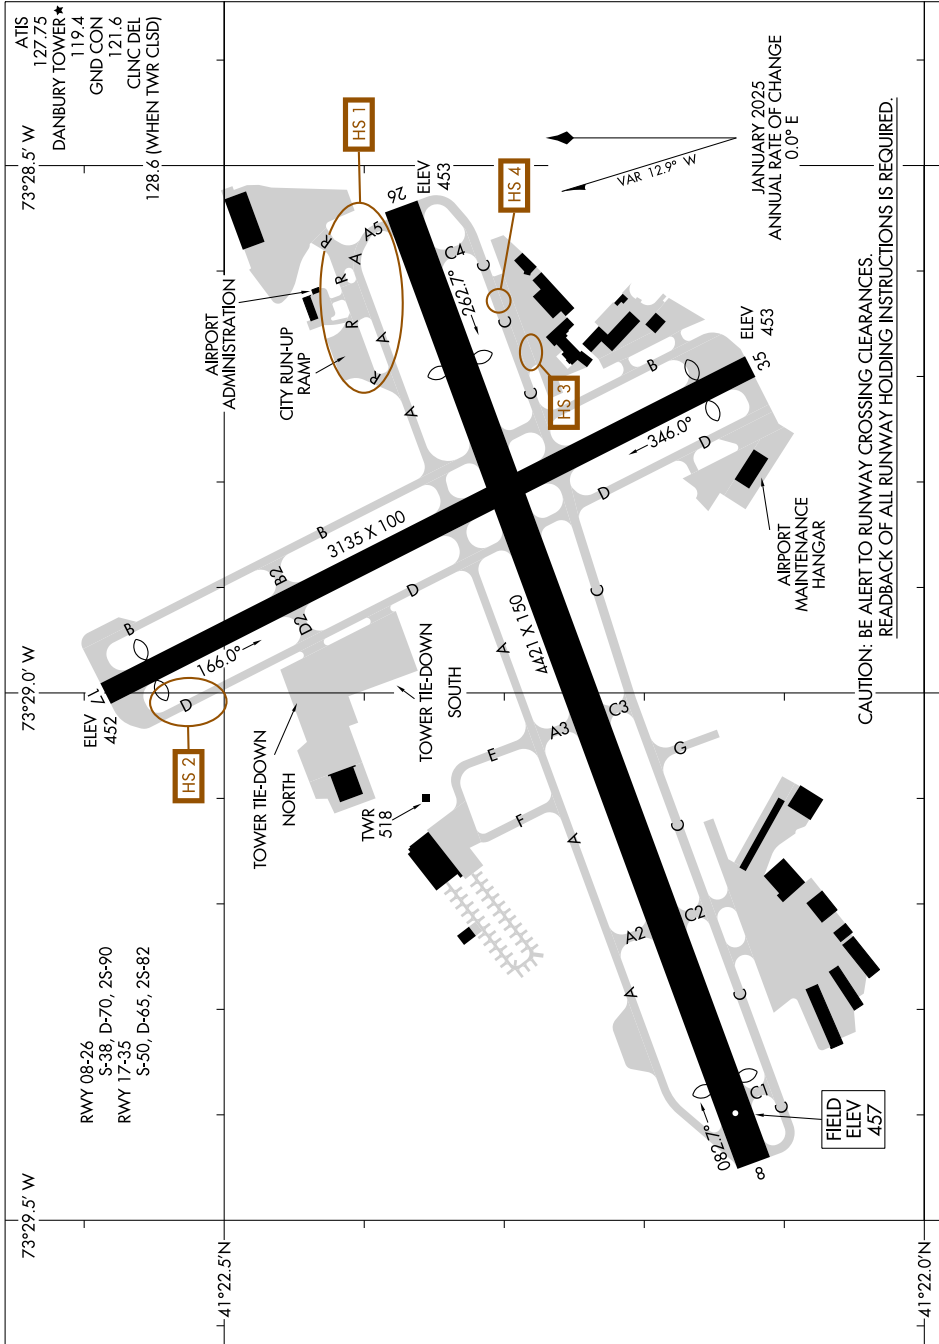 ATIS
127.75
DANBURY TOWER★
119.4
GND CON
121.6
CLNC DEL
128.6 (WHEN TWR CLSD)
73°28.5' W
73°29.0' W
73°29.5' W
41°22.5'N
41°22.0'N
HS 1
HS 4
HS 3
HS 2
26
ELEV
453
R
R
R
R
A
A
A
A5
AIRPORT
ADMINISTRATION
CITY RUN-UP
RAMP
C4
C
C
C
262.7°
VAR 12.9° W
JANUARY 2025
ANNUAL RATE OF CHANGE
0.0° E
ELEV
453
35
B
346.0°
D
D
AIRPORT
MAINTENANCE
HANGAR
B
3135 X 100
B2
D2
D
B
166.0°
17
ELEV
452
D
TOWER TIE-DOWN
NORTH
TOWER TIE-DOWN
SOUTH
TWR
518
A
4421 X 150
C
E
A3
C3
F
G
A
C
A2
C2
A
C
C1
C
082.7°
8
FIELD
ELEV
457
RWY 08-26
S-38, D-70, 2S-90
RWY 17-35
S-50, D-65, 2S-82
CAUTION: BE ALERT TO RUNWAY CROSSING CLEARANCES.
READBACK OF ALL RUNWAY HOLDING INSTRUCTIONS IS REQUIRED.